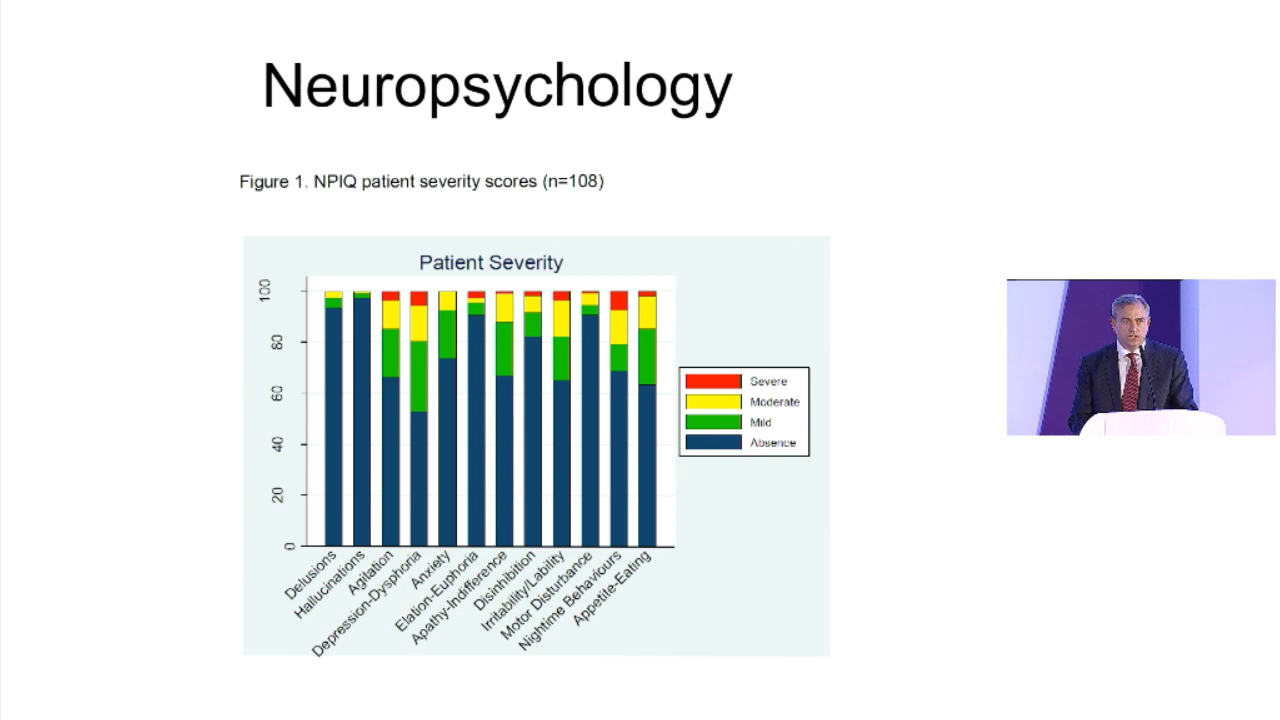 Neuropsychology
Figure 1. NPIQ patient severity scores (n=108)
Patient Severity
100
80
60
40
20
0
Severe
Moderate
Mild
Absence
Delusions
Hallucinations
Agitation
Depression-Dysphoria
Anxiety
Elation-Euphoria
Apathy-Indifference
Disinhibition
Irritability/Lability
Motor Disturbance
Nightime Behaviours
Appetite-Eating